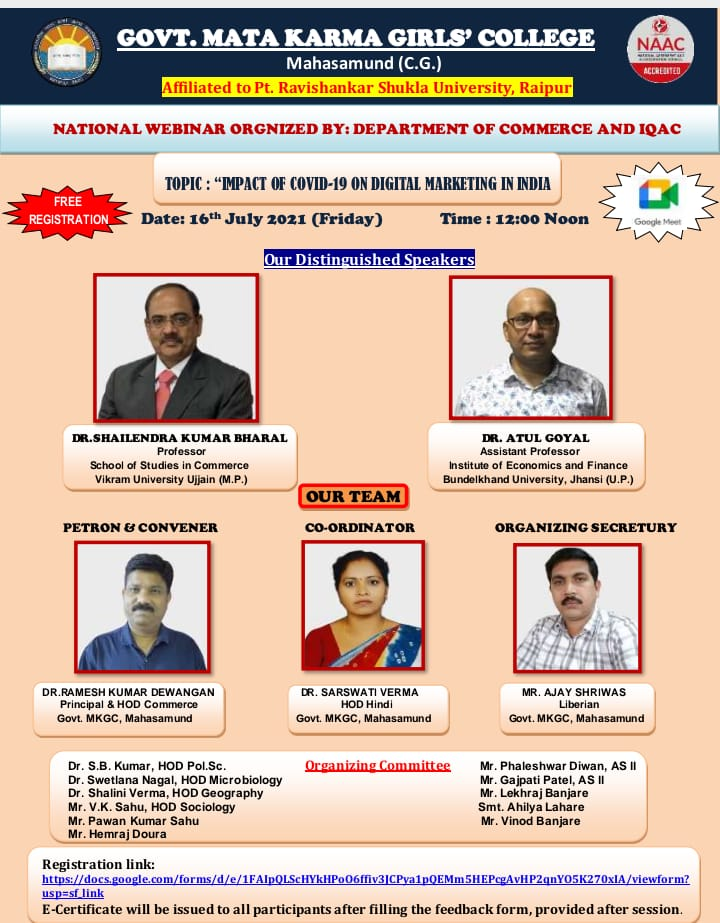 GOVT. MATA KARMA GIRLS' COLLEGE
Mahasamund (C.G.)
Affiliated to Pt. Ravishankar Shukla University, Raipur
NAAC
ACCREDITED
NATIONAL WEBINAR ORGNIZED BY: DEPARTMENT OF COMMERCE AND IQAC
TOPIC : “IMPACT OF COVID-19 ON DIGITAL MARKETING IN INDIA
FREE
REGISTRATION
Date: 16th July 2021 (Friday) Time : 12:00 Noon
Google Meet
Our Distinguished Speakers
DR.SHAILENDRA KUMAR BHARAL
Professor
School of Studies in Commerce
Vikram University Ujjain (M.P.)
DR. ATUL GOYAL
Assistant Professor
Institute of Economics and Finance
Bundelkhand University, Jhansi (U.P.)
OUR TEAM
PETRON & CONVENER
CO-ORDINATOR
ORGANIZING SECRETURY
DR.RAMESH KUMAR DEWANGAN
Principal & HOD Commerce
Govt. MKGC, Mahasamund
DR. SARSWATI VERMA
HOD Hindi
Govt. MKGC, Mahasamund
MR. AJAY SHRIWAS
Liberian
Govt. MKGC, Mahasamund
Organizing Committee
Dr. S.B. Kumar, HOD Pol.Sc.
Dr. Swetlana Nagal, HOD Microbiology
Dr. Shalini Verma, HOD Geography
Mr. V.K. Sahu, HOD Sociology
Mr. Pawan Kumar Sahu
Mr. Hemraj Doura
Mr. Phaleshwar Diwan, AS II
Mr. Gajpati Patel, AS II
Mr. Lekhraj Banjare
Smt. Ahilya Lahare
Mr. Vinod Banjare
Registration link:
https://docs.google.com/forms/d/e/1FAIpQLScHYkHPoO6ffiv3JCPya1pQEMm5HEPcgAvHP2qnYO5K270xIA/viewform?
usp=sf_link
E-Certificate will be issued to all participants after filling the feedback form, provided after session.